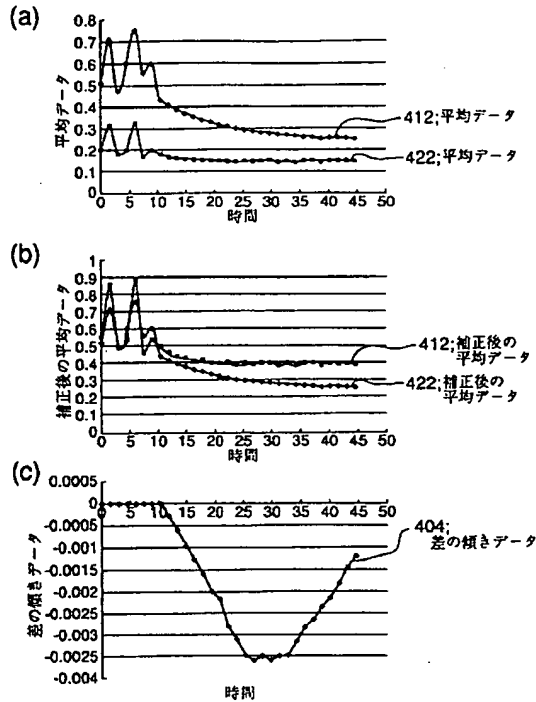 (a)
0.8
0.7
0.6
0.5
0.4
0.3
0.2
0.1
0
平均データ
0 5 10 15 20 25 30 35 40 45 50
時間
412;平均データ
422;平均データ
(b)
1
0.9
0.8
0.7
0.6
0.5
0.4
0.3
0.2
0.1
0
補正後の平均データ
0 5 10 15 20 25 30 35 40 45 50
時間
412;補正後の
平均データ
422;補正後の
平均データ
(c)
0.0005
0
-0.0005
-0.001
-0.0015
-0.002
-0.0025
-0.003
-0.0025
-0.004
差の傾きデータ
5 10 15 20 25 30 35 40 45 50
時間
404;
差の傾きデータ